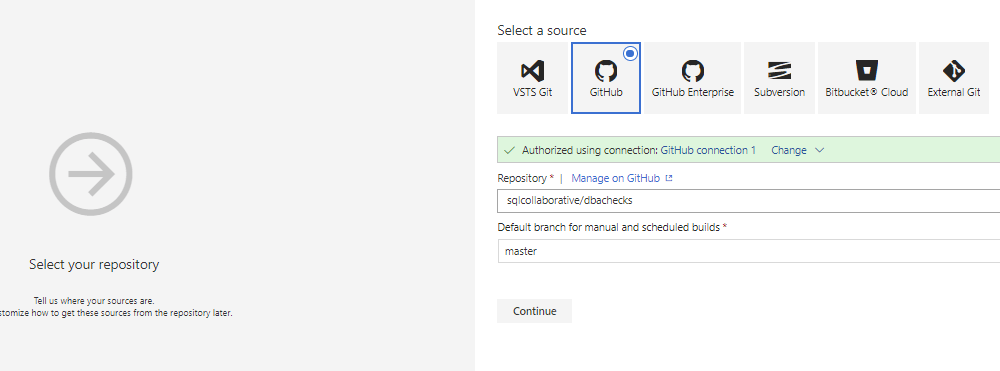 Select a source
VSTS Git
GitHub
GitHub Enterprise
Subversion
Bitbucket® Cloud
External Git
Authorized using connection: GitHub connection 1 Change
Repository * | Manage on GitHub
sqlcollaborative/dbachecks
Default branch for manual and scheduled builds *
master
Continue
Select your repository
Tell us where your sources are.
how to get these sources from the repository later.